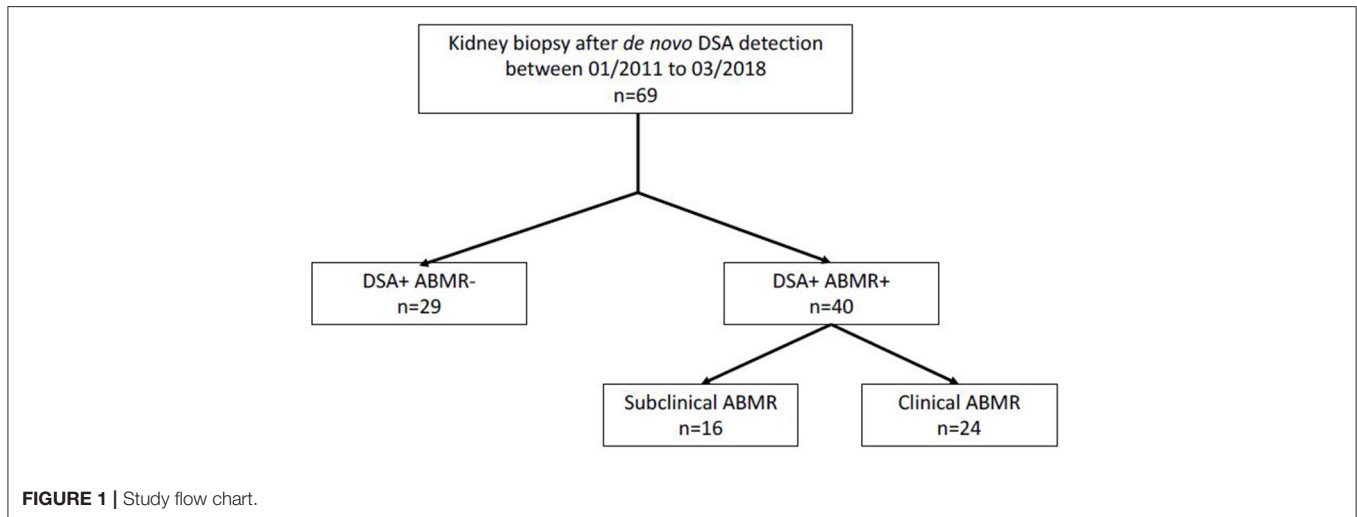 Kidney biopsy after de novo DSA detection
between 01/2011 to 03/2018
n=69
DSA+ ABMR-
n=29
DSA+ ABMR+
n=40
Subclinical ABMR
n=16
Clinical ABMR
n=24
FIGURE 1 | Study flow chart.